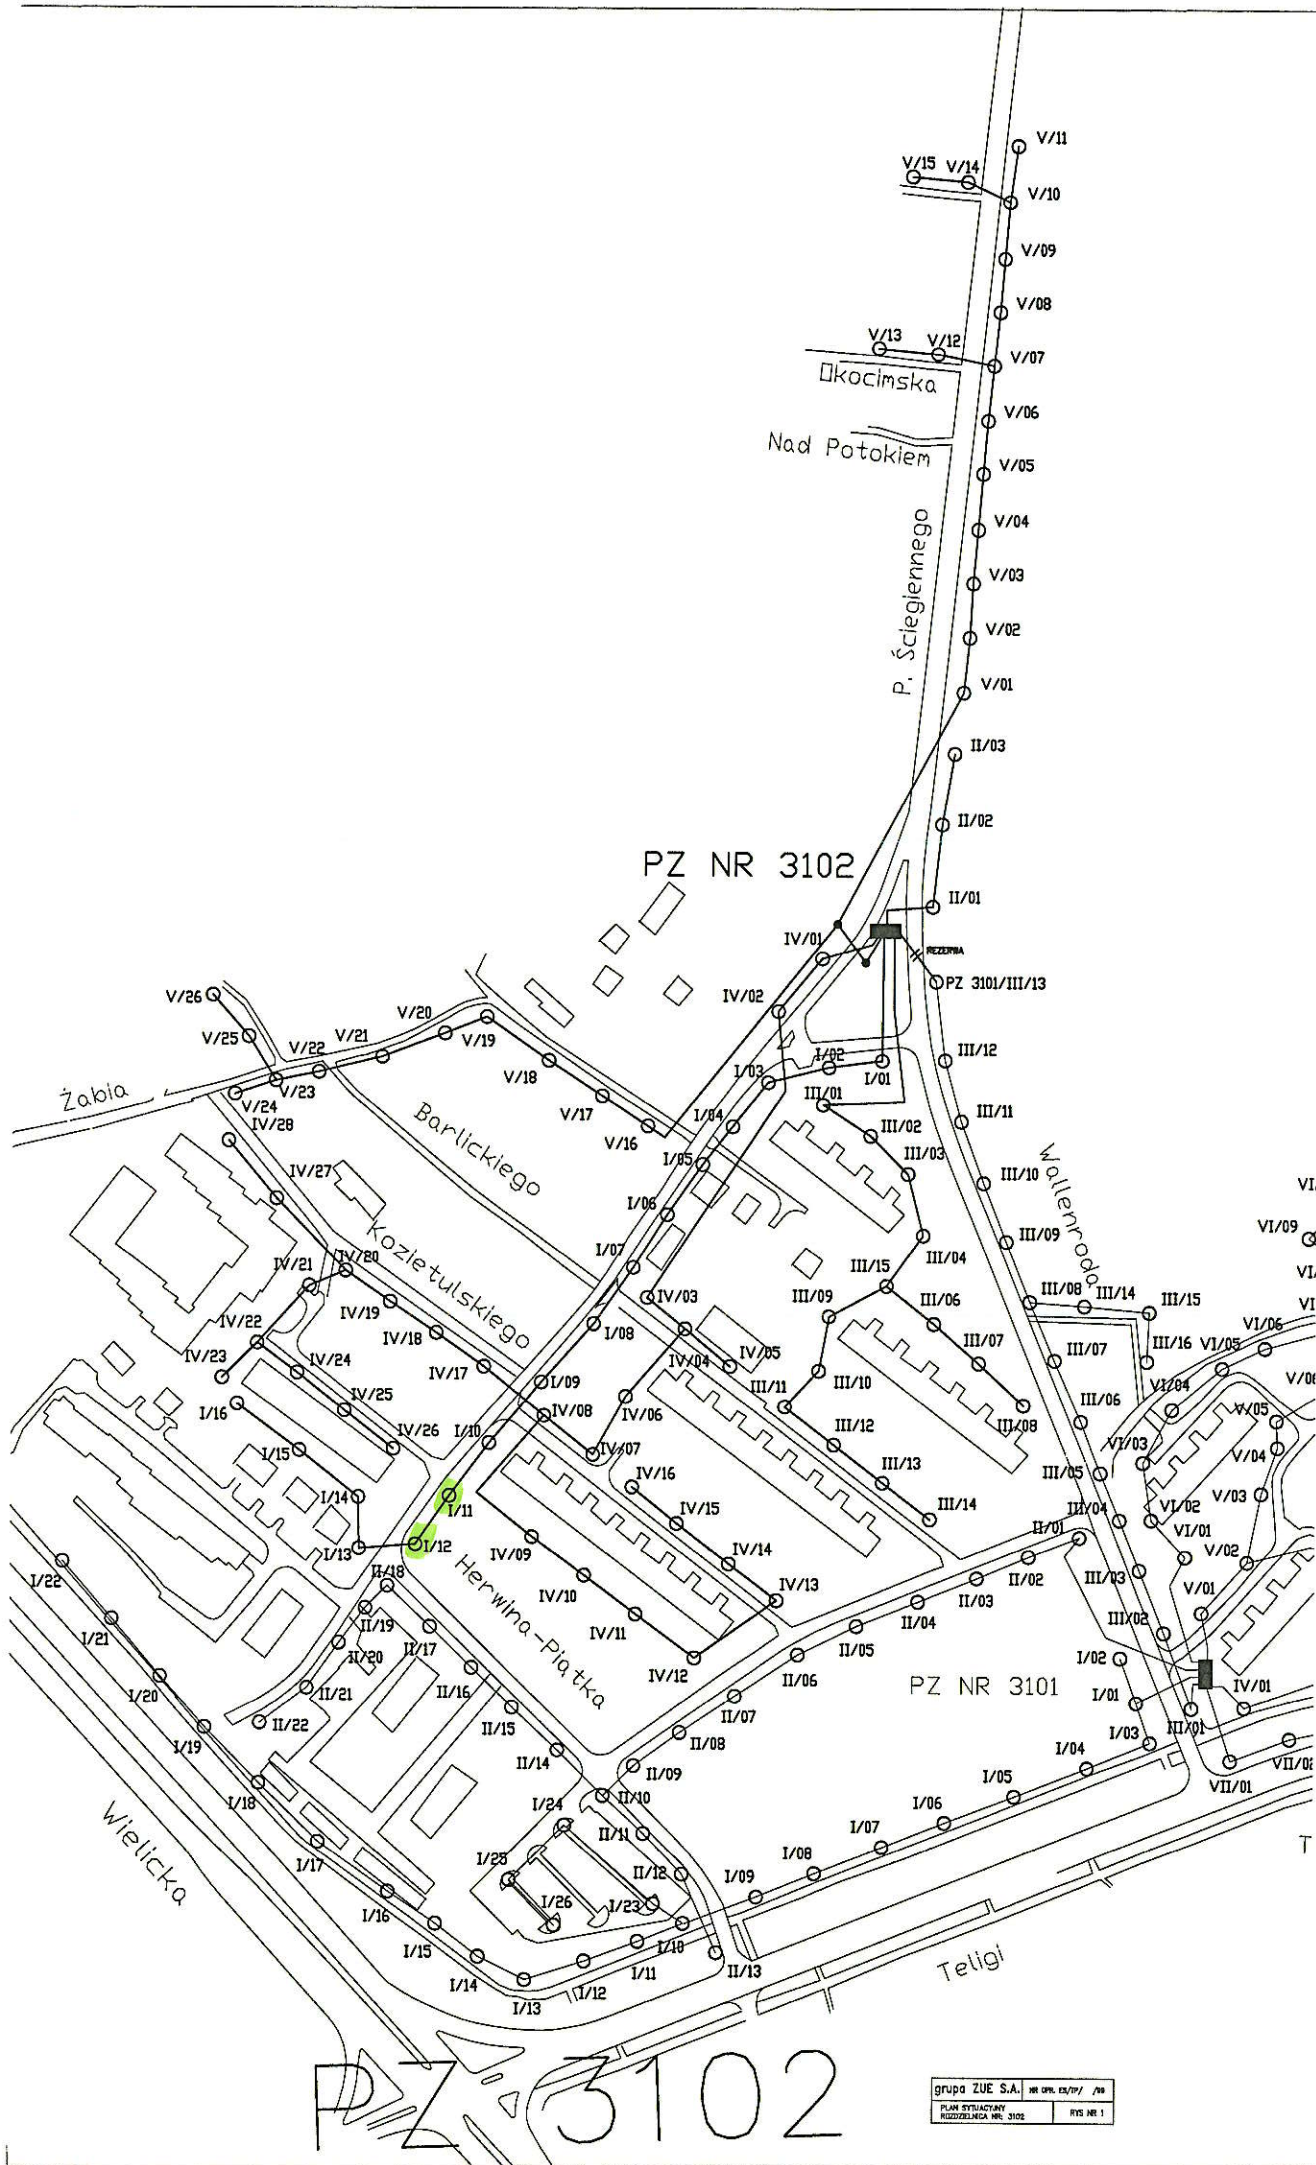 V/11
V/15 V/14
V/10
V/09
V/08
V/13 V/12
V/07
Okocimska
V/06
Nad Potokiem
V/05
V/04
P. Ściegiennego
V/03
V/02
V/01
II/03
II/02
PZ NR 3102
II/01
IV/01
REZERWA
PZ 3101/III/13
V/26
IV/02
V/25
V/20
V/19
V/21
V/22
V/18
I/02
I/01
III/12
I/03
Żabia
V/23
V/24
V/17
III/01
III/11
Barlickiego
V/16
I/04
III/02
IV/28
I/05
III/03
Wallenroda
III/10
IV/27
I/06
VI/09
III/09
III/04
Kozietulskiego
I/07
IV/20
IV/21
III/15
IV/19
IV/03
III/09
III/08
III/14
III/15
IV/18
I/08
III/06
IV/22
IV/17
IV/04
IV/05
III/07
III/16
VI/05
VI/06
IV/23
IV/24
III/11
III/10
III/07
I/09
IV/06
III/08
VI/04
I/16
IV/25
IV/08
III/06
V/05
I/10
III/12
I/15
IV/26
IV/07
VI/03
V/04
IV/16
III/13
III/05
I/14
I/11
IV/15
III/14
III/04
VI/02
V/03
I/13
I/12
IV/09
IV/14
II/01
VI/01
I/22
II/18
Herwina-Piątka
IV/10
IV/13
II/02
III/03
V/02
I/21
II/19
II/17
IV/11
II/03
V/01
II/20
II/04
III/02
I/20
II/21
II/16
IV/12
II/05
I/02
II/06
PZ NR 3101
IV/01
I/19
II/22
II/15
II/07
I/01
III/01
I/03
II/14
II/08
I/04
VII/01
I/18
II/09
I/05
I/24
II/10
I/06
Wielicka
I/17
II/11
I/07
I/25
II/12
I/08
I/16
I/26
I/23
I/09
I/15
I/10
I/14
I/11
II/13
Teligi
I/12
I/13
PZ 3102
grupa ZUE S.A.
PLAN SYTUACYJNY
ROZDZIELNICA NR: 3102
RYS NR 1